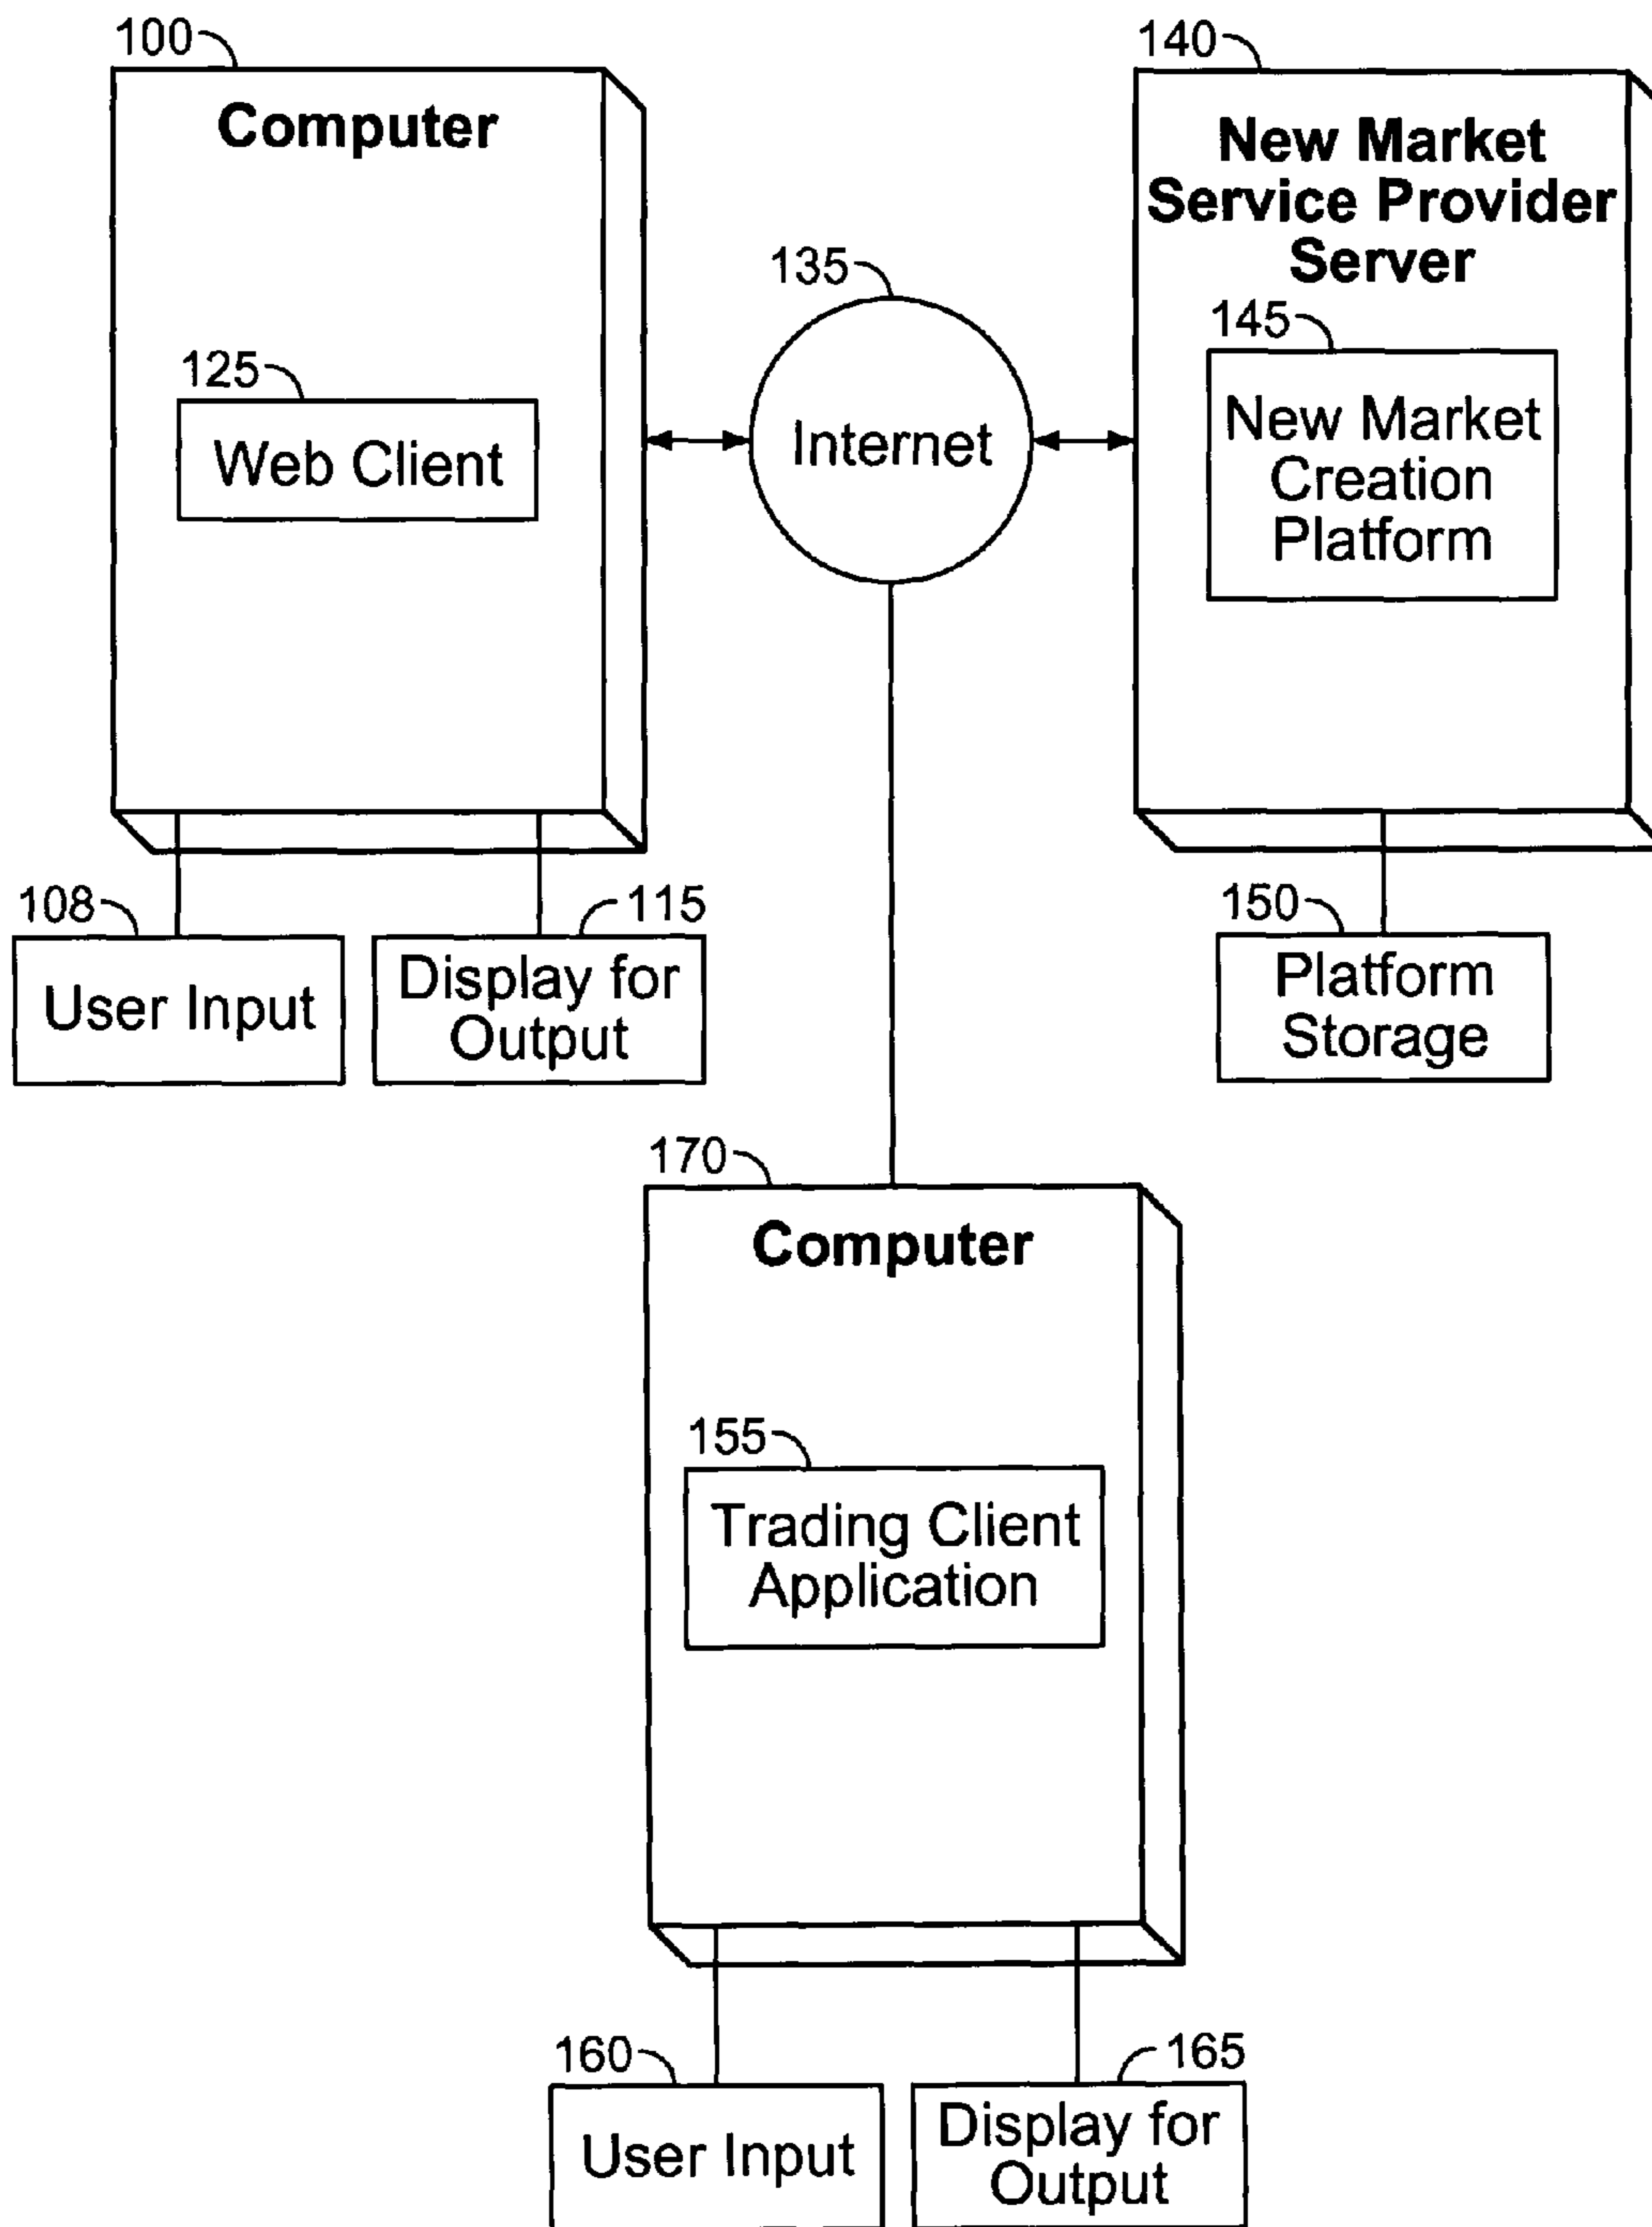 100
Computer
125
Web Client
108
User Input
115
Display for
Output
135
Internet
140
New Market
Service Provider
Server
145
New Market
Creation
Platform
150
Platform
Storage
170
Computer
155
Trading Client
Application
160
User Input
165
Display for
Output